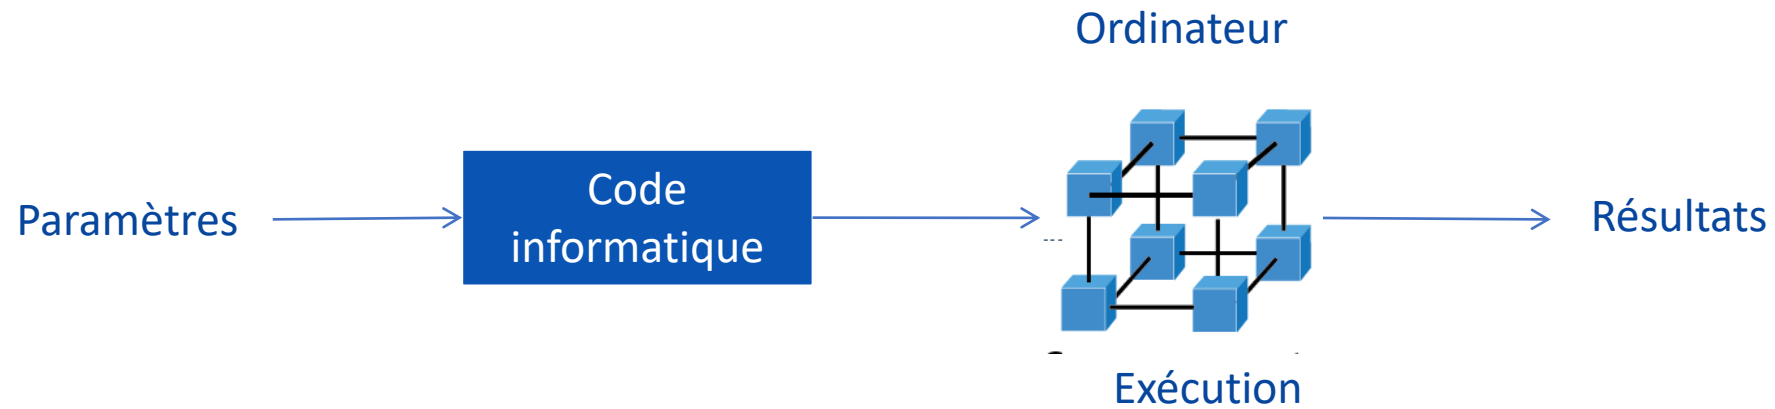 Ordinateur
Paramètres
Code
informatique
...
Résultats
Exécution